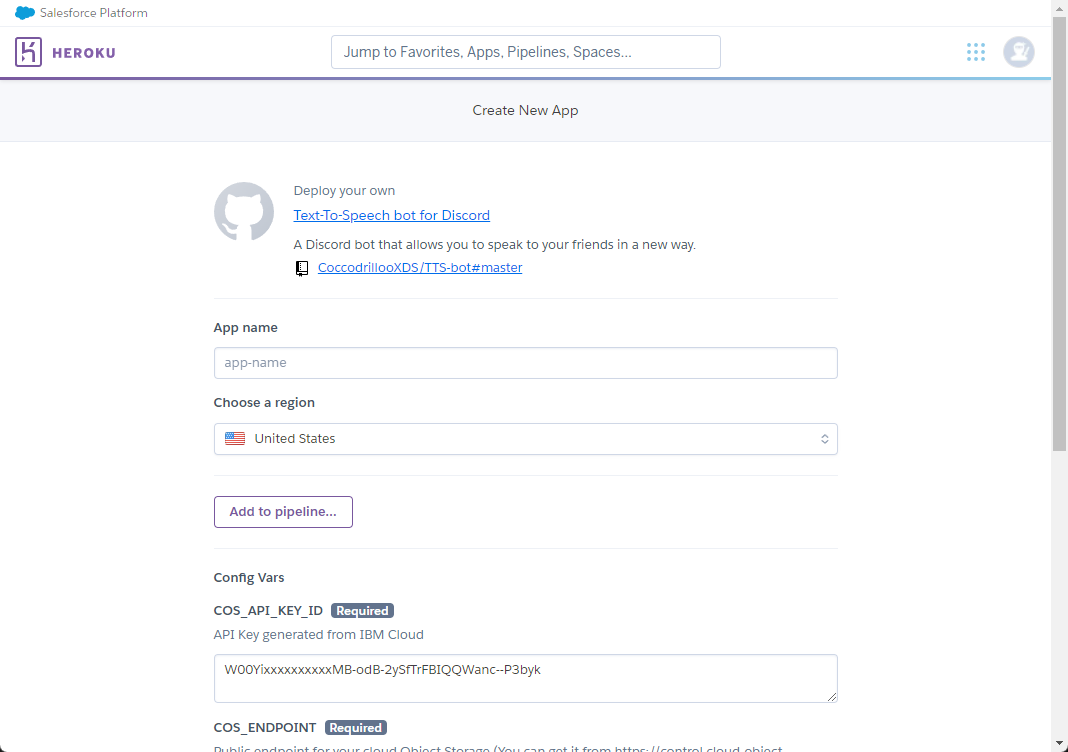 Salesforce Platform
HEROKU
Jump to Favorites, Apps, Pipelines, Spaces...
Create New App
Deploy your own
Text-To-Speech bot for Discord
A Discord bot that allows you to speak to your friends in a new way.
CoccodrillooXDS/TTS-bot#master
App name
app-name
Choose a region
United States
Add to pipeline...
Config Vars
COS_API_KEY_ID Required
API Key generated from IBM Cloud
W00YixxxxxxxxxxMB-odB-2ySfTrFBIQQWanc--P3byk
COS_ENDPOINT Required
Public endpoint for your cloud Object Storage (You can get it from https://control.cloud-object